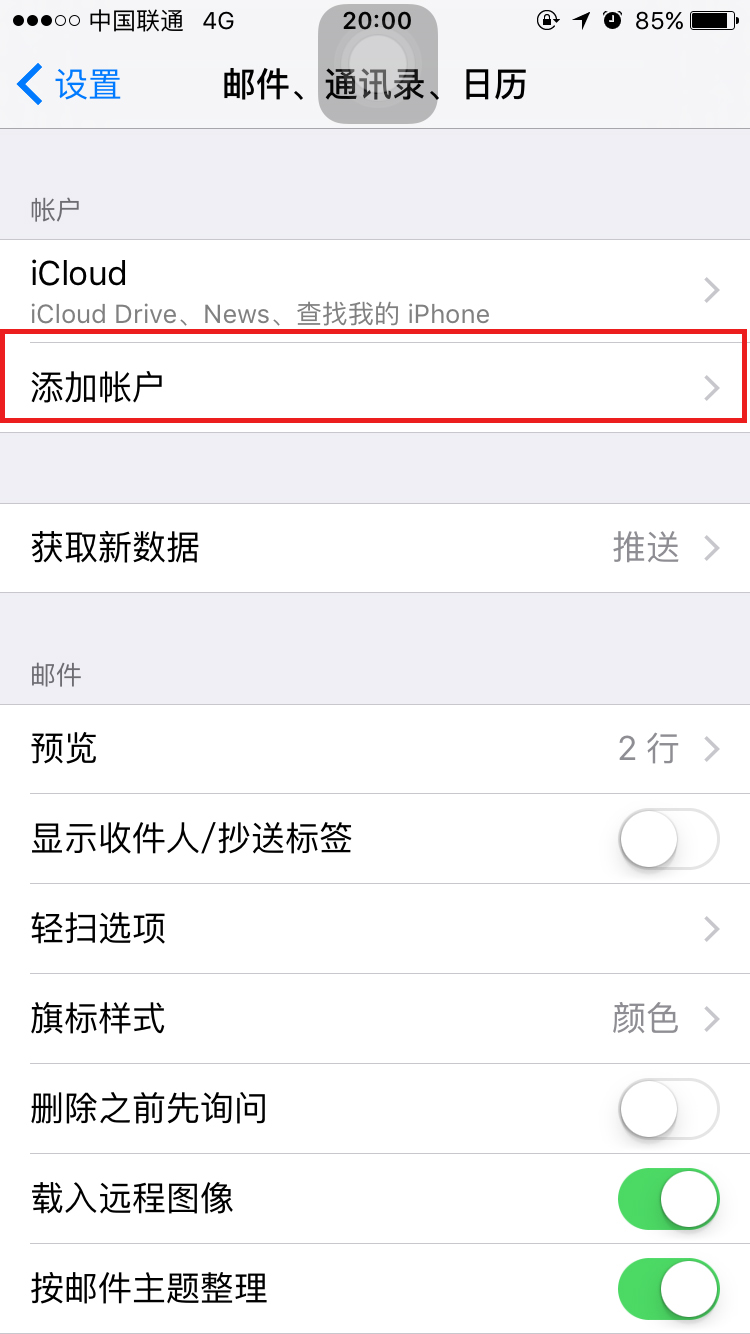 中国联通 4G 20:00 85%
设置 邮件、通讯录、日历
帐户
iCloud
iCloud Drive、News、查找我的 iPhone
添加帐户
获取新数据 推送
邮件
预览 2 行
显示收件人/抄送标签
轻扫选项
旗标样式 颜色
删除之前先询问
载入远程图像
按邮件主题整理